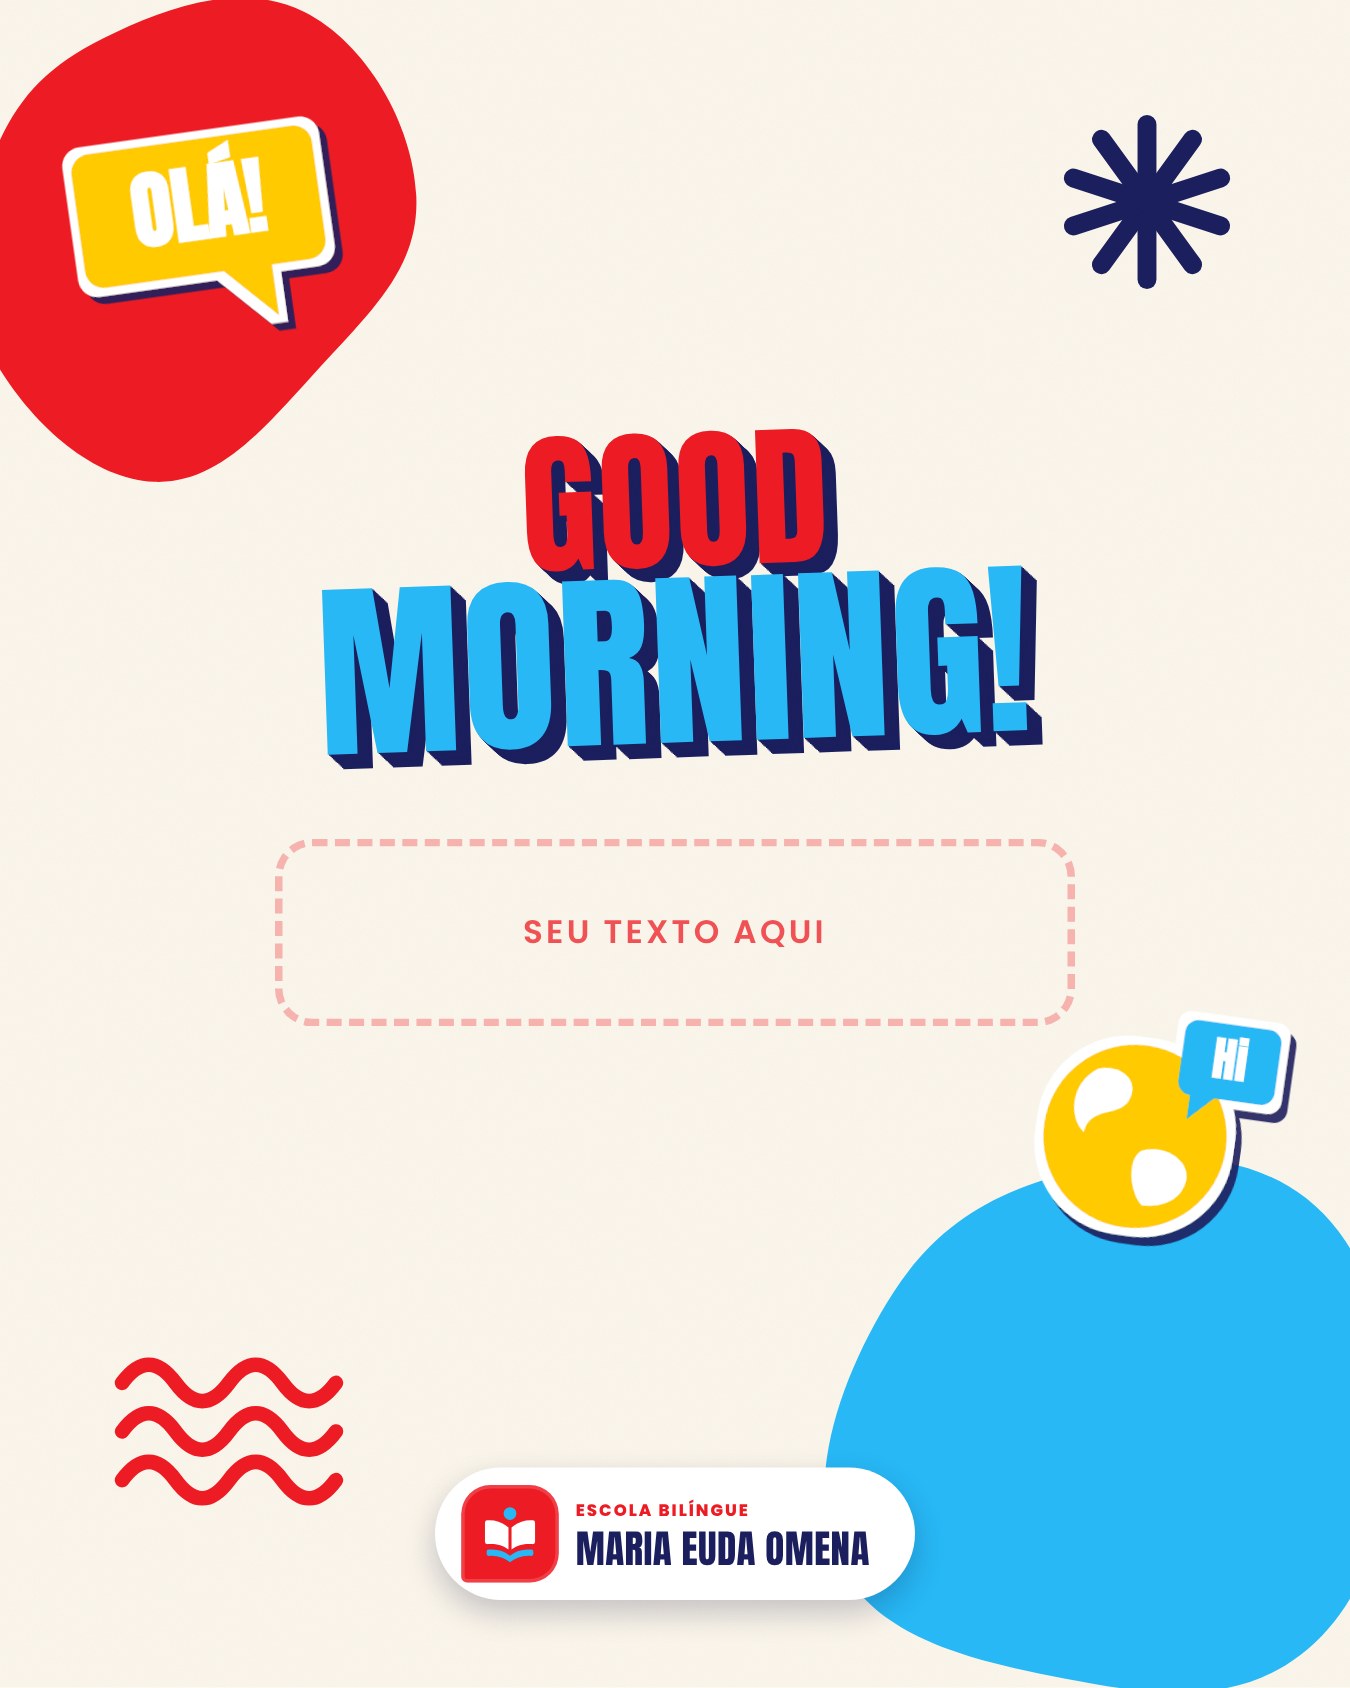 OLÁ!
GOOD
MORNING!
SEU TEXTO AQUI
Hi
ESCOLA BILÍNGUE
MARIA EUDA OMENA